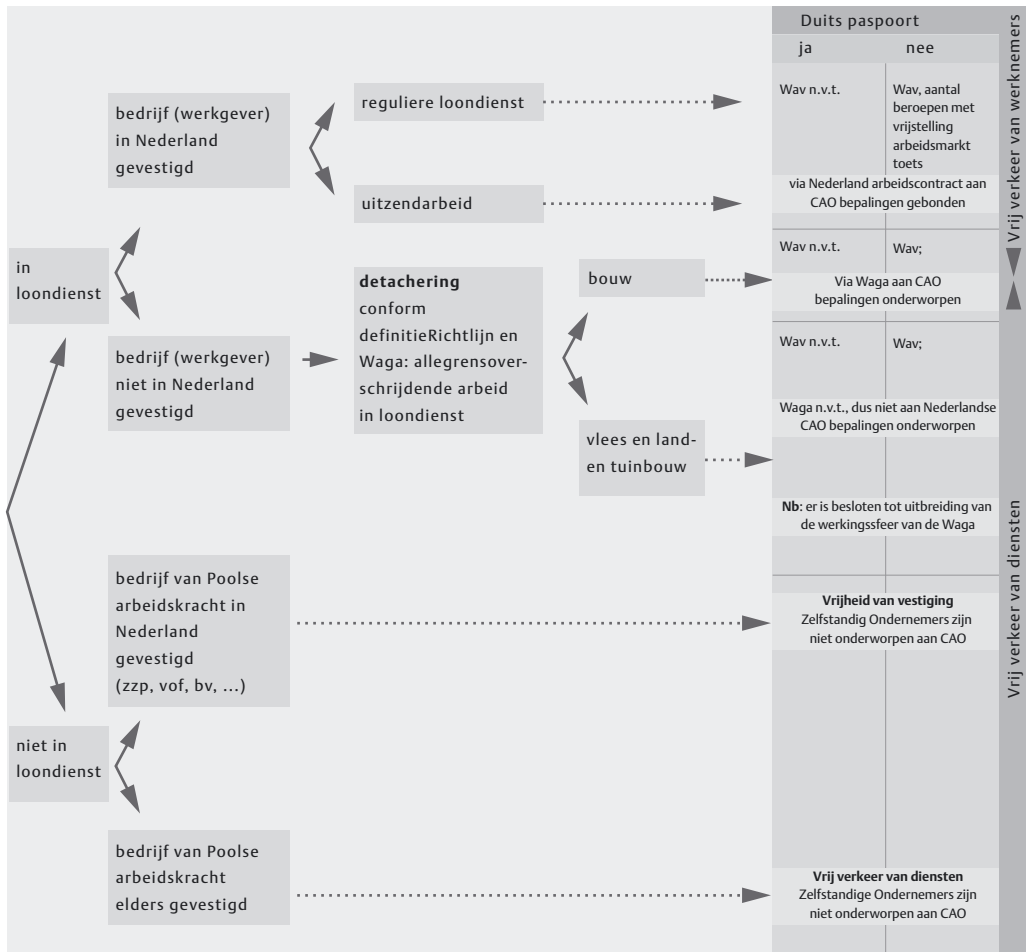 Duits paspoort
ja
nee
bedrijf (werkgever)
in Nederland
gevestigd
reguliere loondienst
uitzendarbeid
Wav n.v.t.
Wav, aantal
beroepen met
vrijstelling
arbeidsmarkt
toets
via Nederland arbeidscontract aan
CAO bepalingen gebonden
Vrij verkeer van werknemers
in
loondienst
bedrijf (werkgever)
niet in Nederland
gevestigd
detachering
conform
definitieRichtlijn en
Waga: allegrensover-
schrijdende arbeid
in loondienst
bouw
Wav n.v.t.
Wav;
Via Waga aan CAO
bepalingen onderworpen
vlees en land-
en tuinbouw
Wav n.v.t.
Wav;
Waga n.v.t., dus niet aan Nederlandse
CAO bepalingen onderworpen
Nb: er is besloten tot uitbreiding van
de werkingssfeer van de Waga
Vrij verkeer van diensten
niet in
loondienst
bedrijf van Poolse
arbeidskracht in
Nederland
gevestigd
(zzp, vof, bv, ...)
Vrijheid van vestiging
Zelfstandig Ondernemers zijn
niet onderworpen aan CAO
bedrijf van Poolse
arbeidskracht
elders gevestigd
Vrij verkeer van diensten
Zelfstandige Ondernemers zijn
niet onderworpen aan CAO